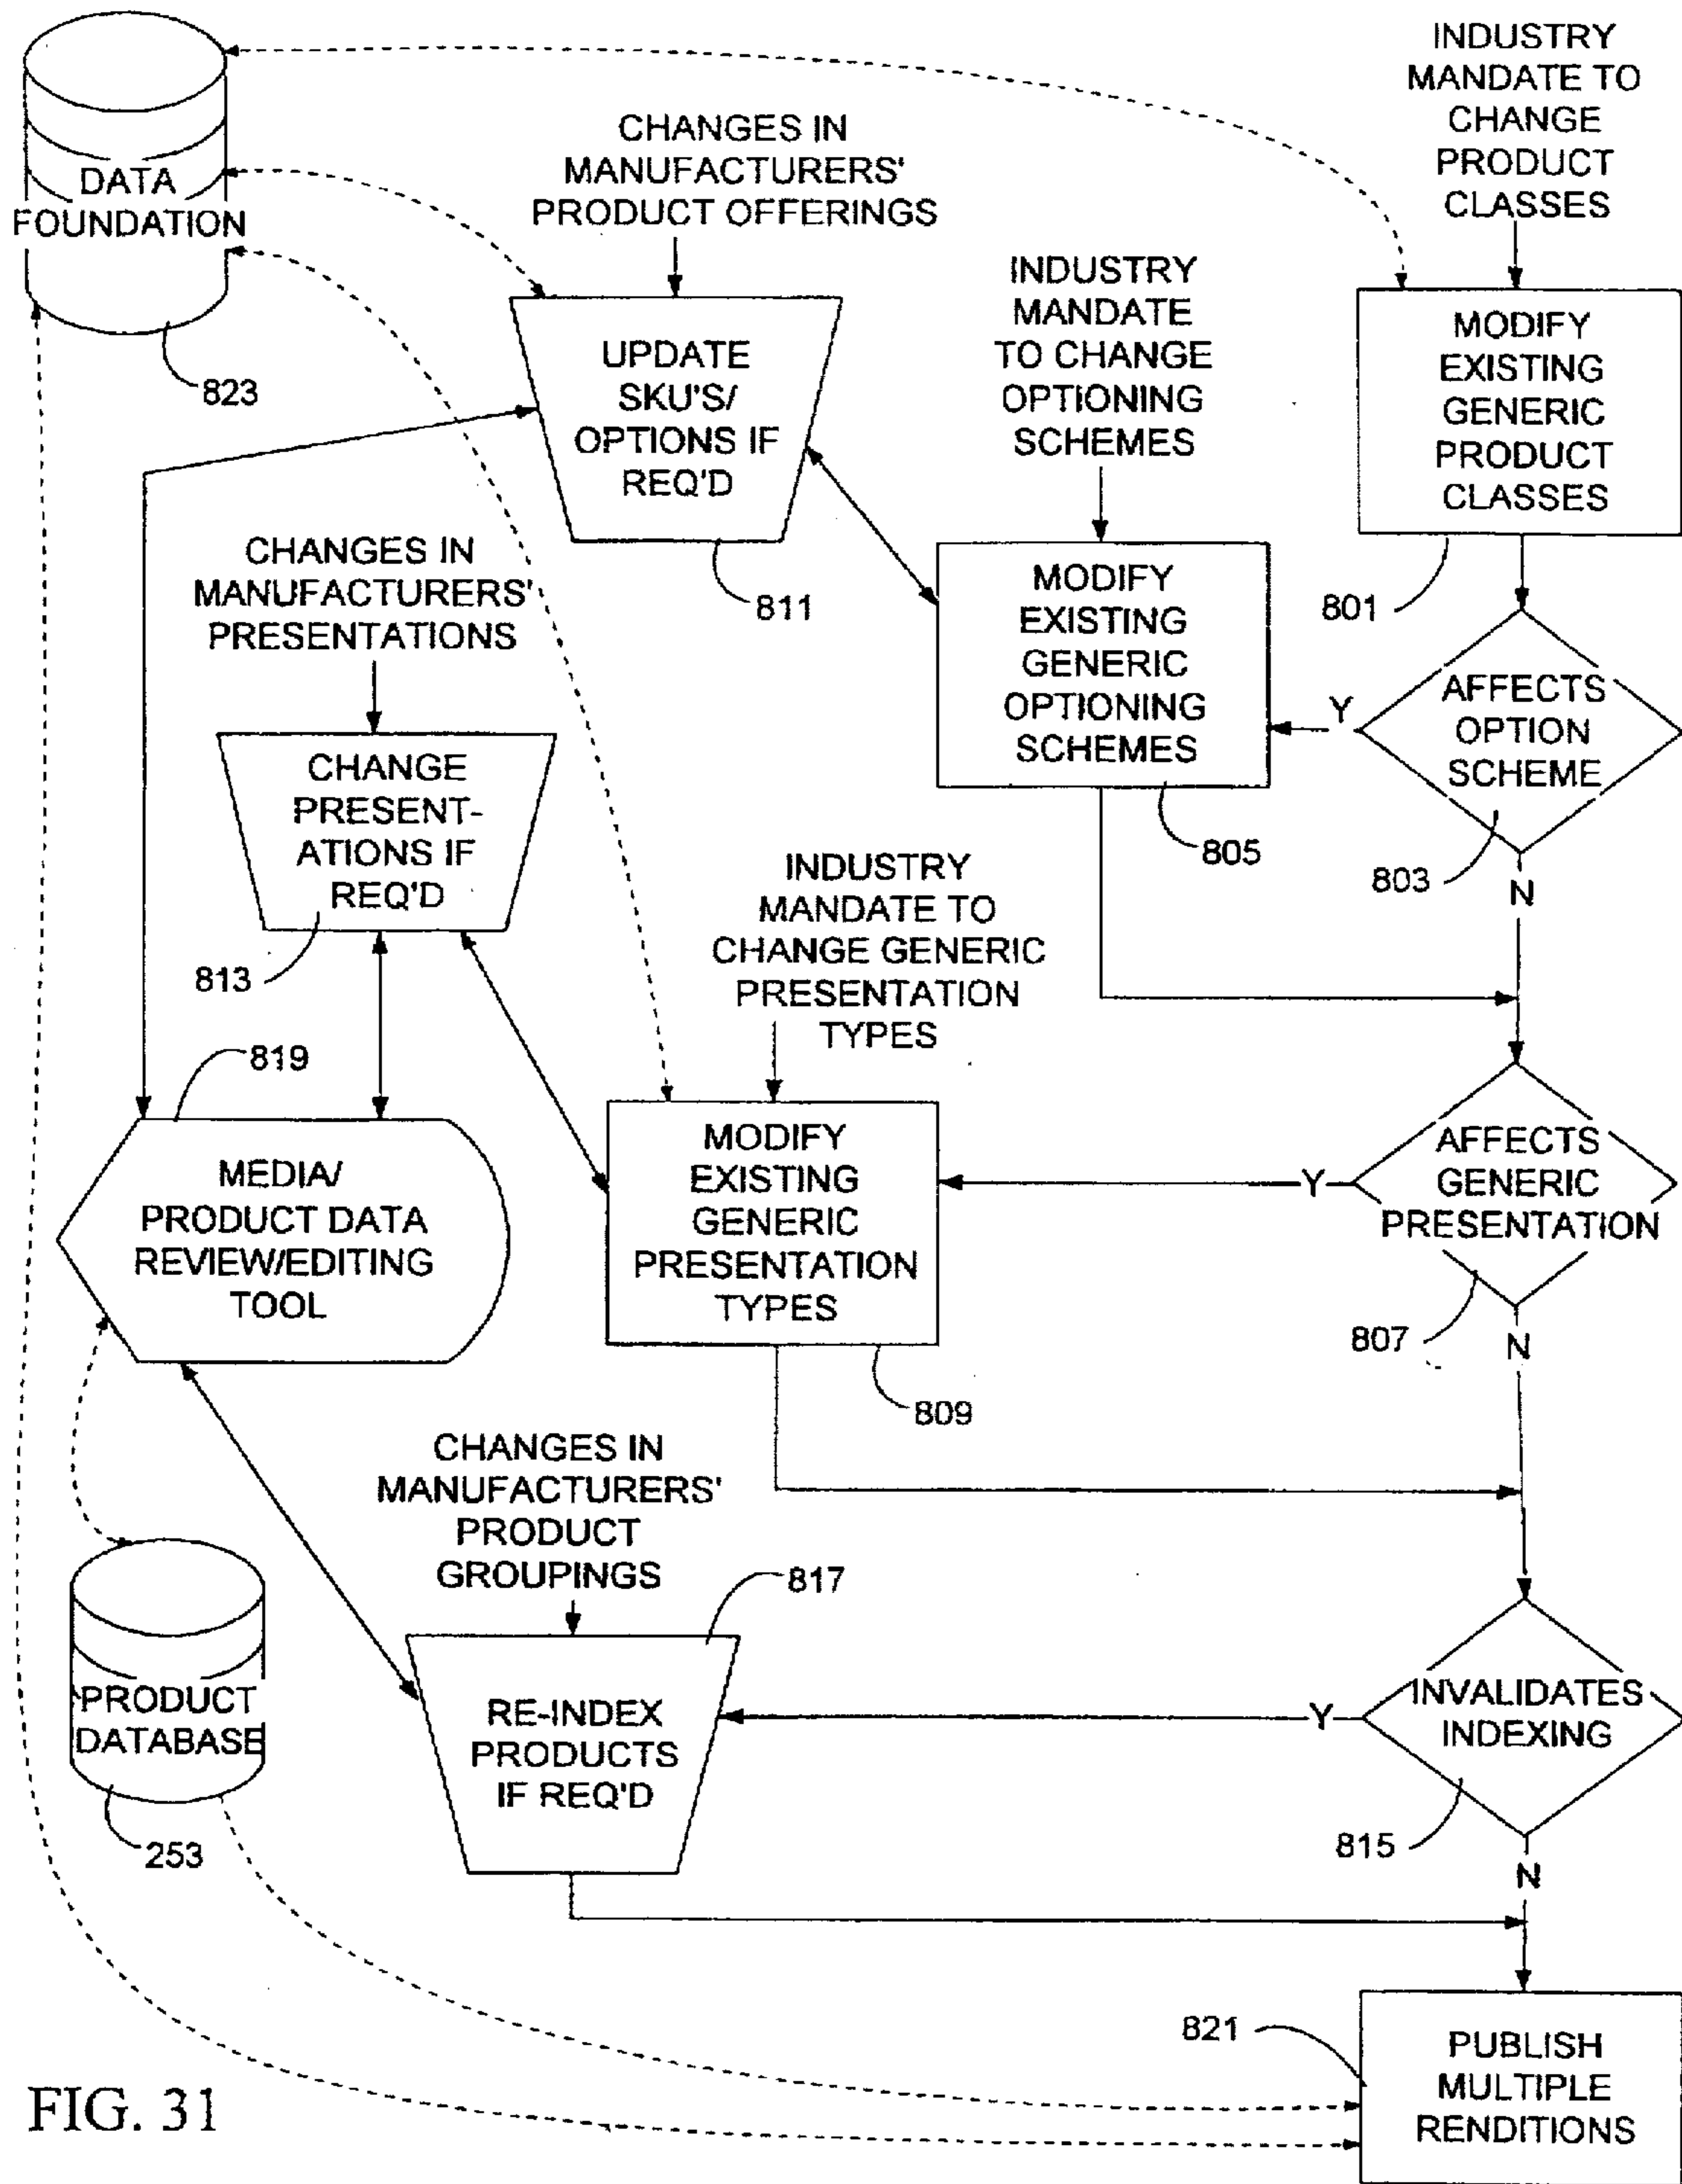 INDUSTRY
MANDATE TO
CHANGE
PRODUCT
CLASSES
CHANGES IN
MANUFACTURERS'
PRODUCT OFFERINGS
DATA
FOUNDATION
823
INDUSTRY
MANDATE
TO CHANGE
OPTIONING
SCHEMES
UPDATE
SKU'S/
OPTIONS IF
REQ'D
811
MODIFY
EXISTING
GENERIC
PRODUCT
CLASSES
801
CHANGES IN
MANUFACTURERS'
PRESENTATIONS
MODIFY
EXISTING
GENERIC
OPTIONING
SCHEMES
805
Y
AFFECTS
OPTION
SCHEME
803
N
CHANGE
PRESENT-
ATIONS IF
REQ'D
813
INDUSTRY
MANDATE TO
CHANGE GENERIC
PRESENTATION
TYPES
819
MEDIA/
PRODUCT DATA
REVIEW/EDITING
TOOL
MODIFY
EXISTING
GENERIC
PRESENTATION
TYPES
809
Y
AFFECTS
GENERIC
PRESENTATION
807
N
CHANGES IN
MANUFACTURERS'
PRODUCT
GROUPINGS
817
PRODUCT
DATABASE
253
RE-INDEX
PRODUCTS
IF REQ'D
Y
INVALIDATES
INDEXING
815
N
821
PUBLISH
MULTIPLE
RENDITIONS
FIG. 31